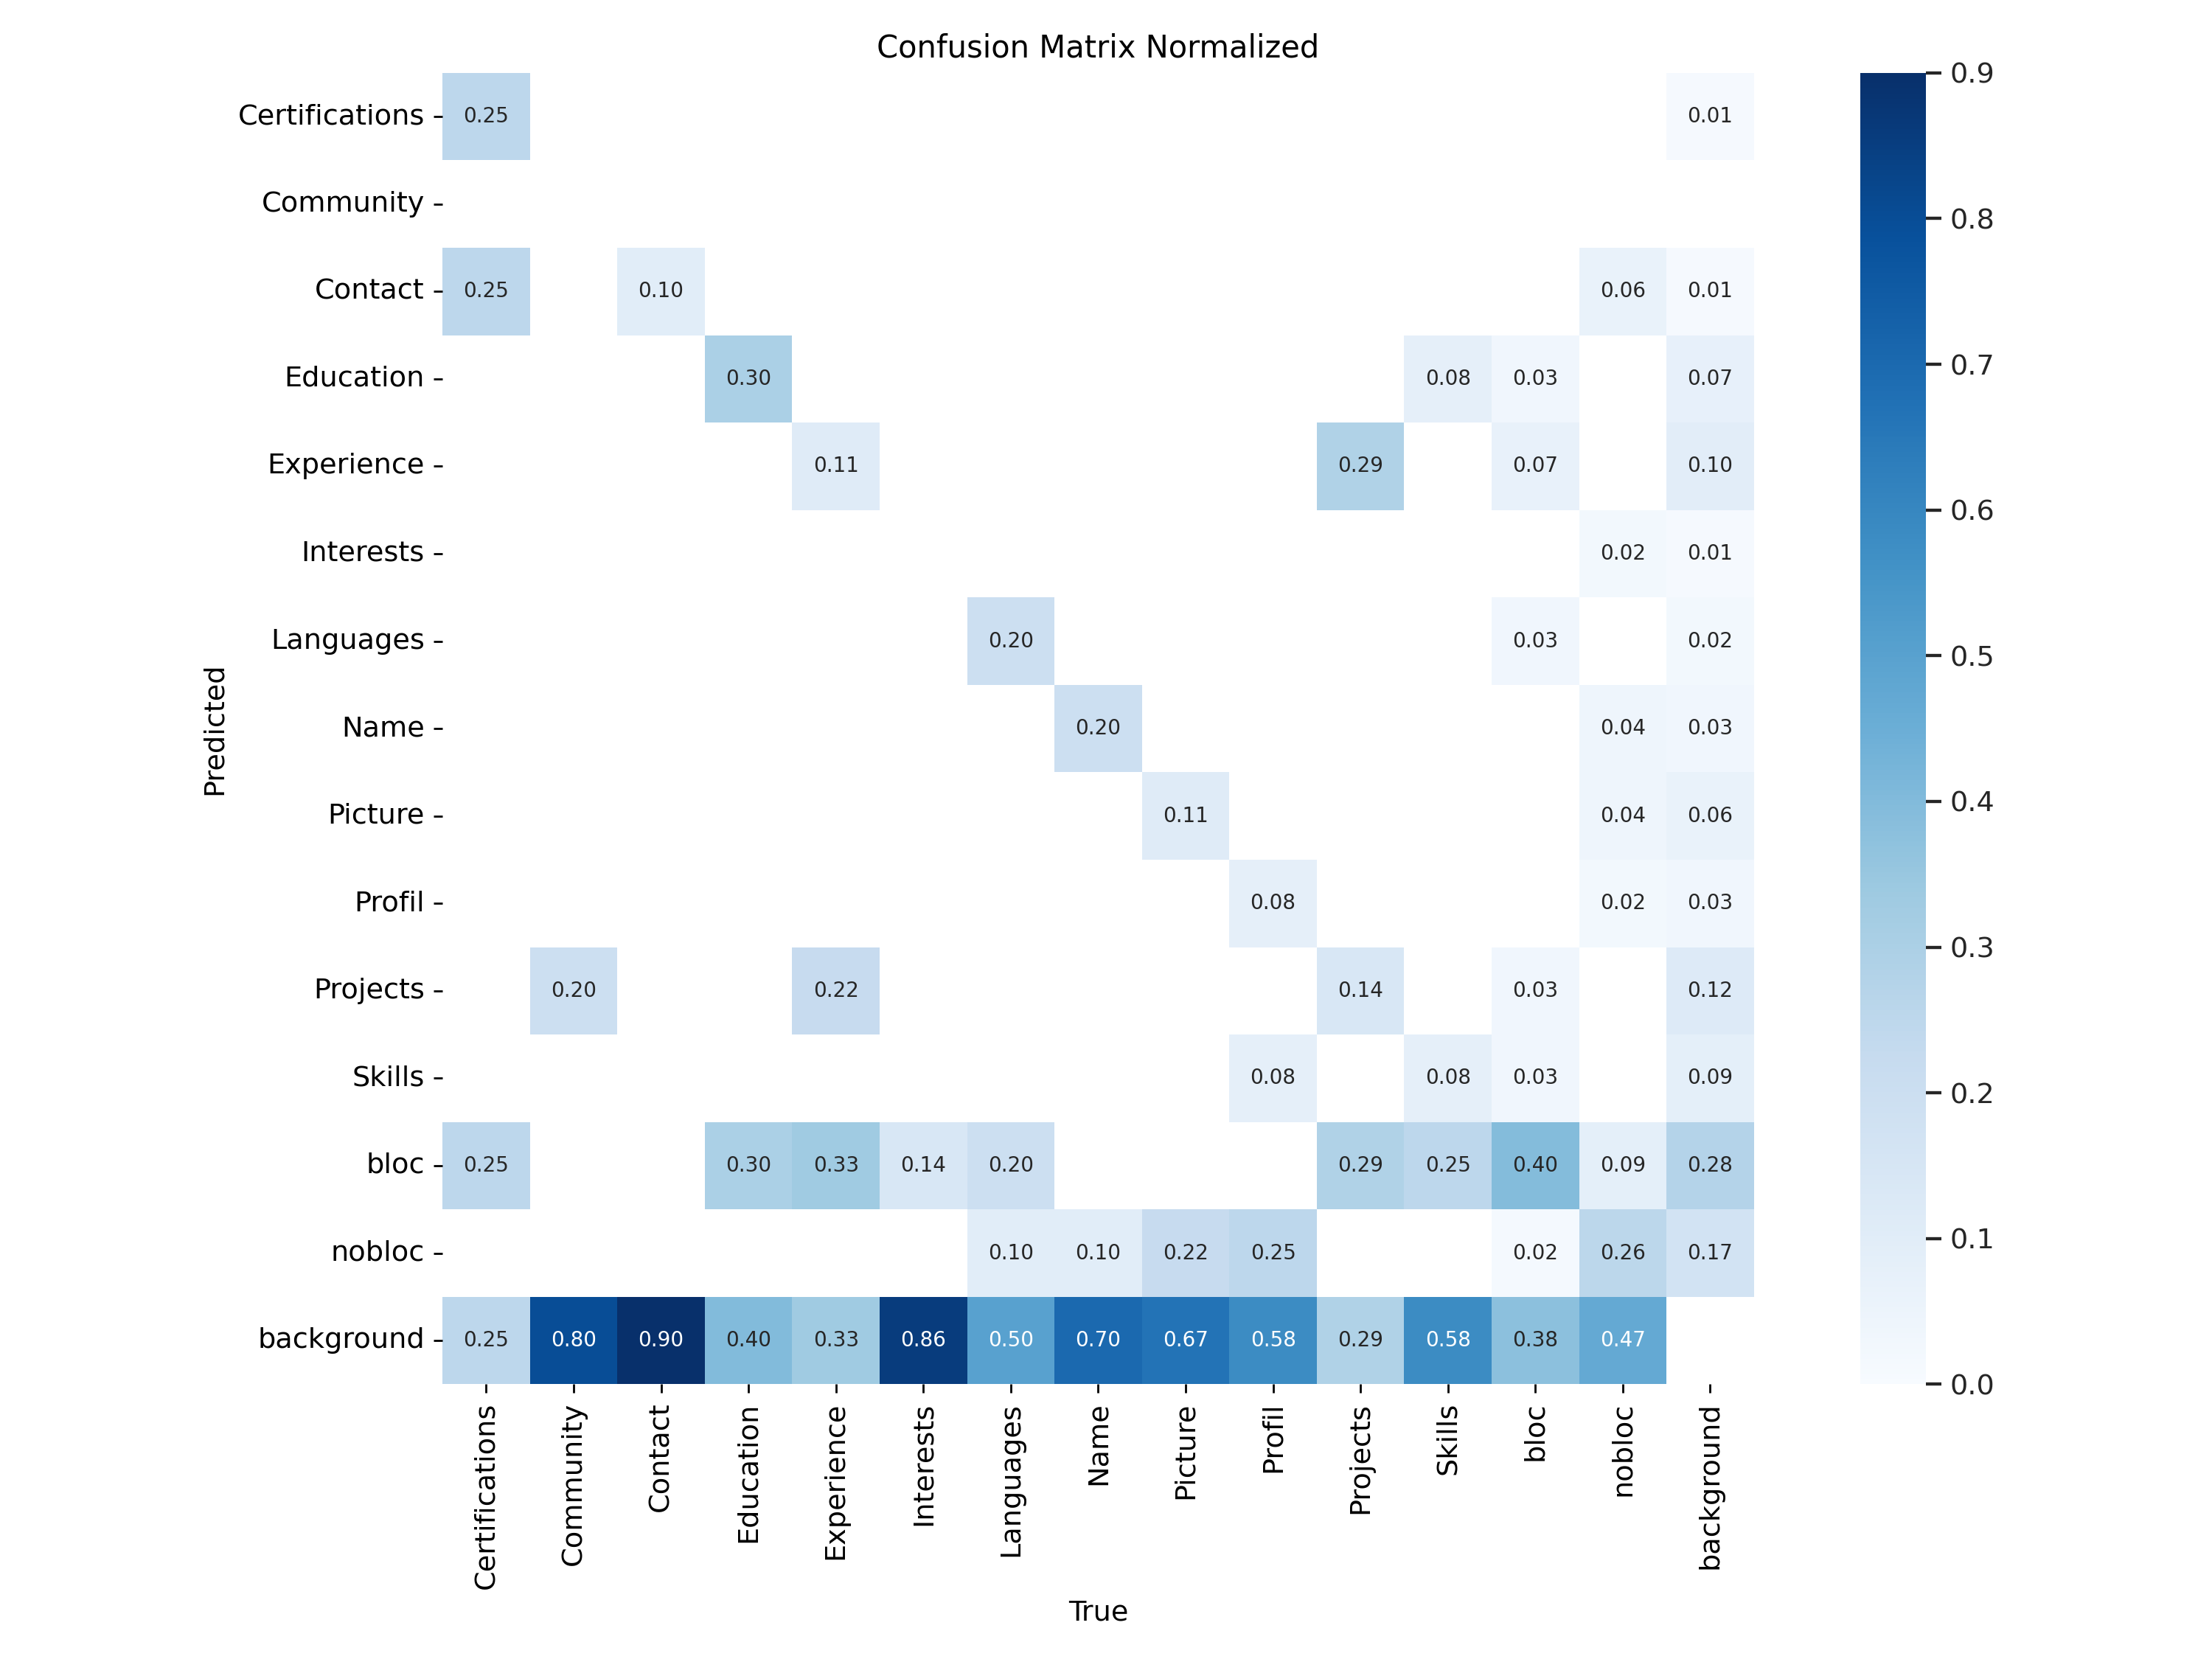 Confusion Matrix Normalized
Certifications 0.25 0.01 0.9
Community 0.8
Contact 0.25 0.10 0.06 0.01
Education 0.30 0.08 0.03 0.07 0.7
Experience 0.11 0.29 0.07 0.10
Interests 0.02 0.01 0.6
Languages 0.20 0.03 0.02 0.5
Predicted
Name 0.20 0.04 0.03
Picture 0.11 0.04 0.06 0.4
Profil 0.08 0.02 0.03 0.3
Projects 0.20 0.22 0.14 0.03 0.12
Skills 0.08 0.08 0.03 0.09 0.2
bloc 0.25 0.30 0.33 0.14 0.20 0.29 0.25 0.40 0.09 0.28
nobloc 0.10 0.10 0.22 0.25 0.02 0.26 0.17 0.1
background 0.25 0.80 0.90 0.40 0.33 0.86 0.50 0.70 0.67 0.58 0.29 0.58 0.38 0.47 0.0
Certifications Community Contact Education Experience Interests Languages Name Picture Profil Projects Skills bloc nobloc background
True